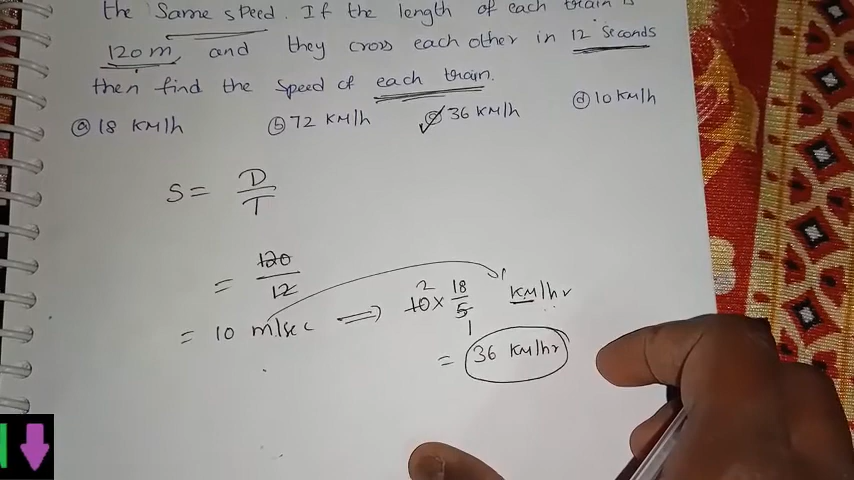 the same speed. If the length of each train is
120 m, and they cross each other in 12 seconds
then find the speed of each train.
ⓐ 18 KM/h ⓑ 72 KM/h ⓒ 36 KM/h ⓓ 10 KM/h
S = D/T
= 120/12
= 10 m/sec ⟹ 10 × 18/5 KM/hr
2
1
= 36 KM/hr